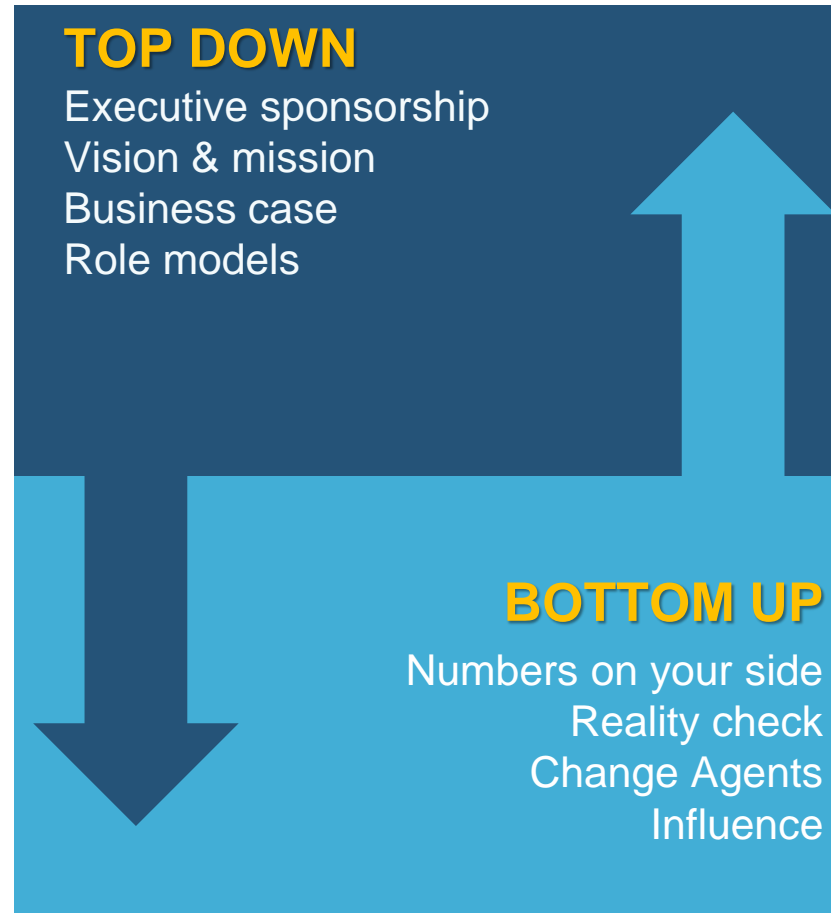 TOP DOWN
Executive sponsorship
Vision & mission
Business case
Role models
BOTTOM UP
Numbers on your side
Reality check
Change Agents
Influence